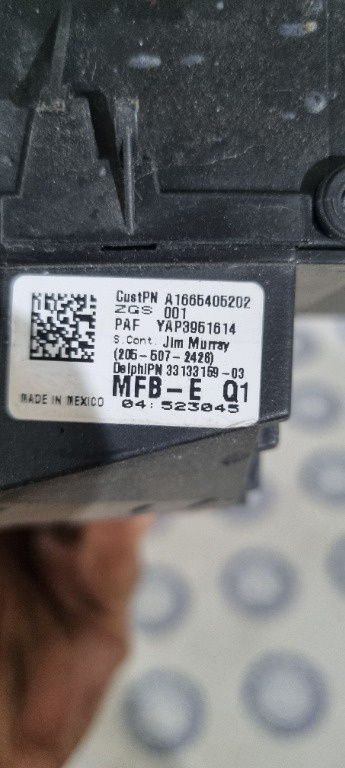 CustPN A1665405202
ZGS 001
PAF YAP3951614
S.Cont. Jim Murray
(205-507-2426)
DelphiPN 33133159-03
MFB-E Q1
MADE IN MEXICO 04: 523045